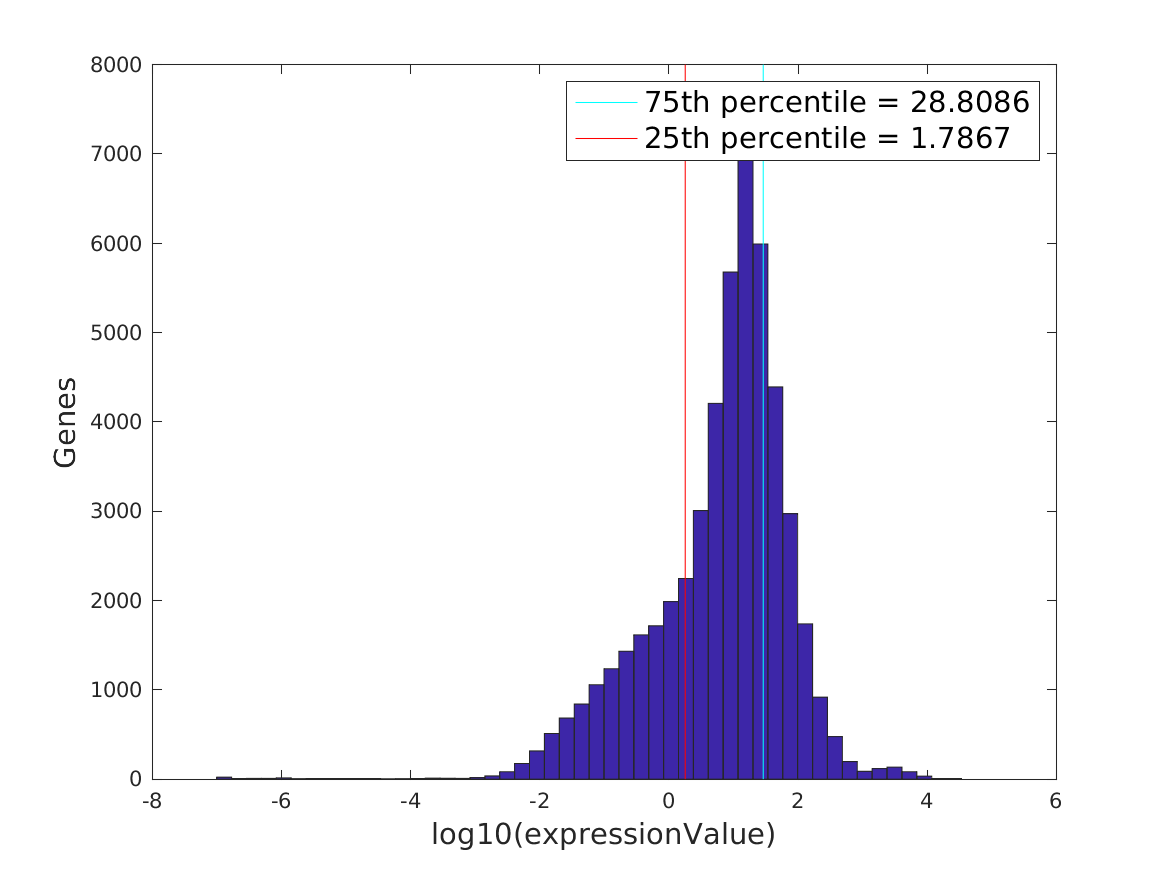 8000
7000
6000
5000
4000
3000
2000
1000
0
75th percentile = 28.8086
25th percentile = 1.7867
Genes
-8 -6 -4 -2 0 2 4 6
log10(expressionValue)